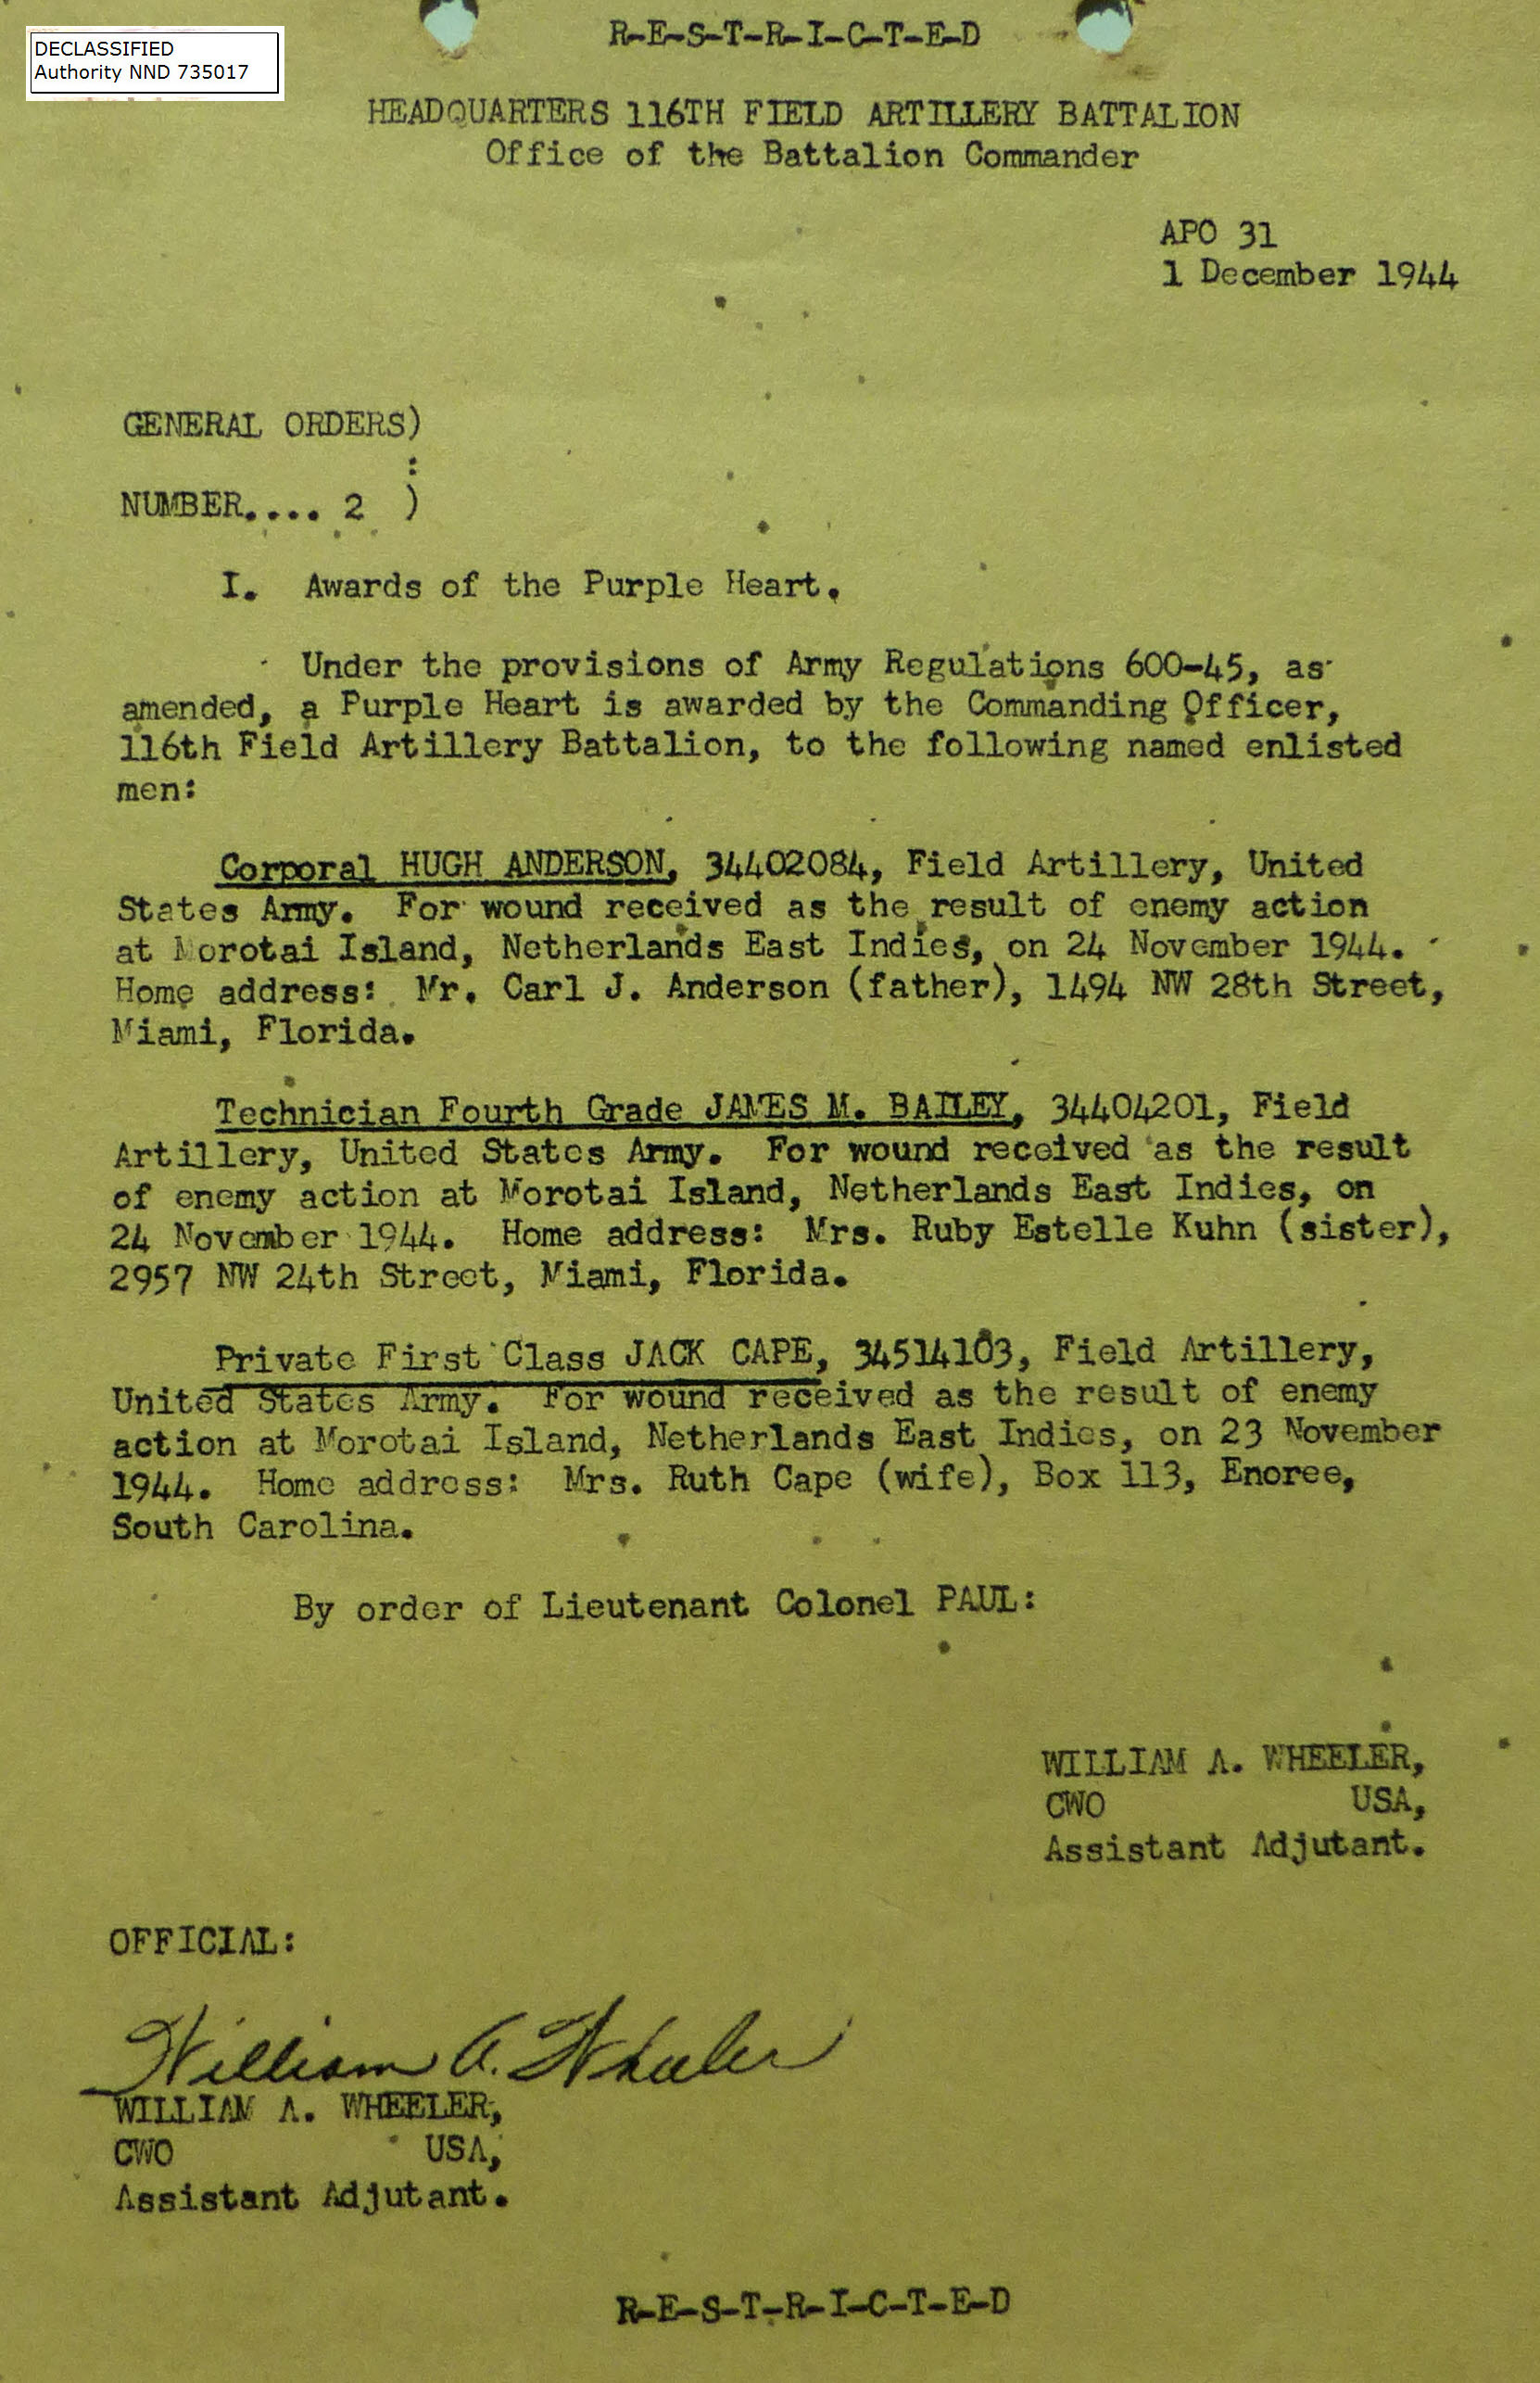 DECLASSIFIED
Authority NND 735017
R-E-S-T-R-I-C-T-E-D
HEADQUARTERS 116TH FIELD ARTILLERY BATTALION
Office of the Battalion Commander
APO 31
1 December 1944
GENERAL ORDERS)
:
NUMBER.... 2 )
I. Awards of the Purple Heart.
Under the provisions of Army Regulations 600-45, as
amended, a Purple Heart is awarded by the Commanding Officer,
116th Field Artillery Battalion, to the following named enlisted
men:
Corporal HUGH ANDERSON, 34402084, Field Artillery, United
States Army. For wound received as the result of enemy action
at Morotai Island, Netherlands East Indies, on 24 November 1944.
Home address: Mr. Carl J. Anderson (father), 1494 NW 28th Street,
Miami, Florida.
Technician Fourth Grade JAMES M. BAILEY, 34404201, Field
Artillery, United States Army. For wound received as the result
of enemy action at Morotai Island, Netherlands East Indies, on
24 November 1944. Home address: Mrs. Ruby Estelle Kuhn (sister),
2957 NW 24th Street, Miami, Florida.
Private First Class JACK CAPE, 34514103, Field Artillery,
United States Army. For wound received as the result of enemy
action at Morotai Island, Netherlands East Indies, on 23 November
1944. Home address: Mrs. Ruth Cape (wife), Box 113, Enoree,
South Carolina.
By order of Lieutenant Colonel PAUL:
WILLIAM A. WHEELER,
CWO USA,
Assistant Adjutant.
OFFICIAL:
William A. Wheeler
WILLIAM A. WHEELER,
CWO USA,
Assistant Adjutant.
R-E-S-T-R-I-C-T-E-D